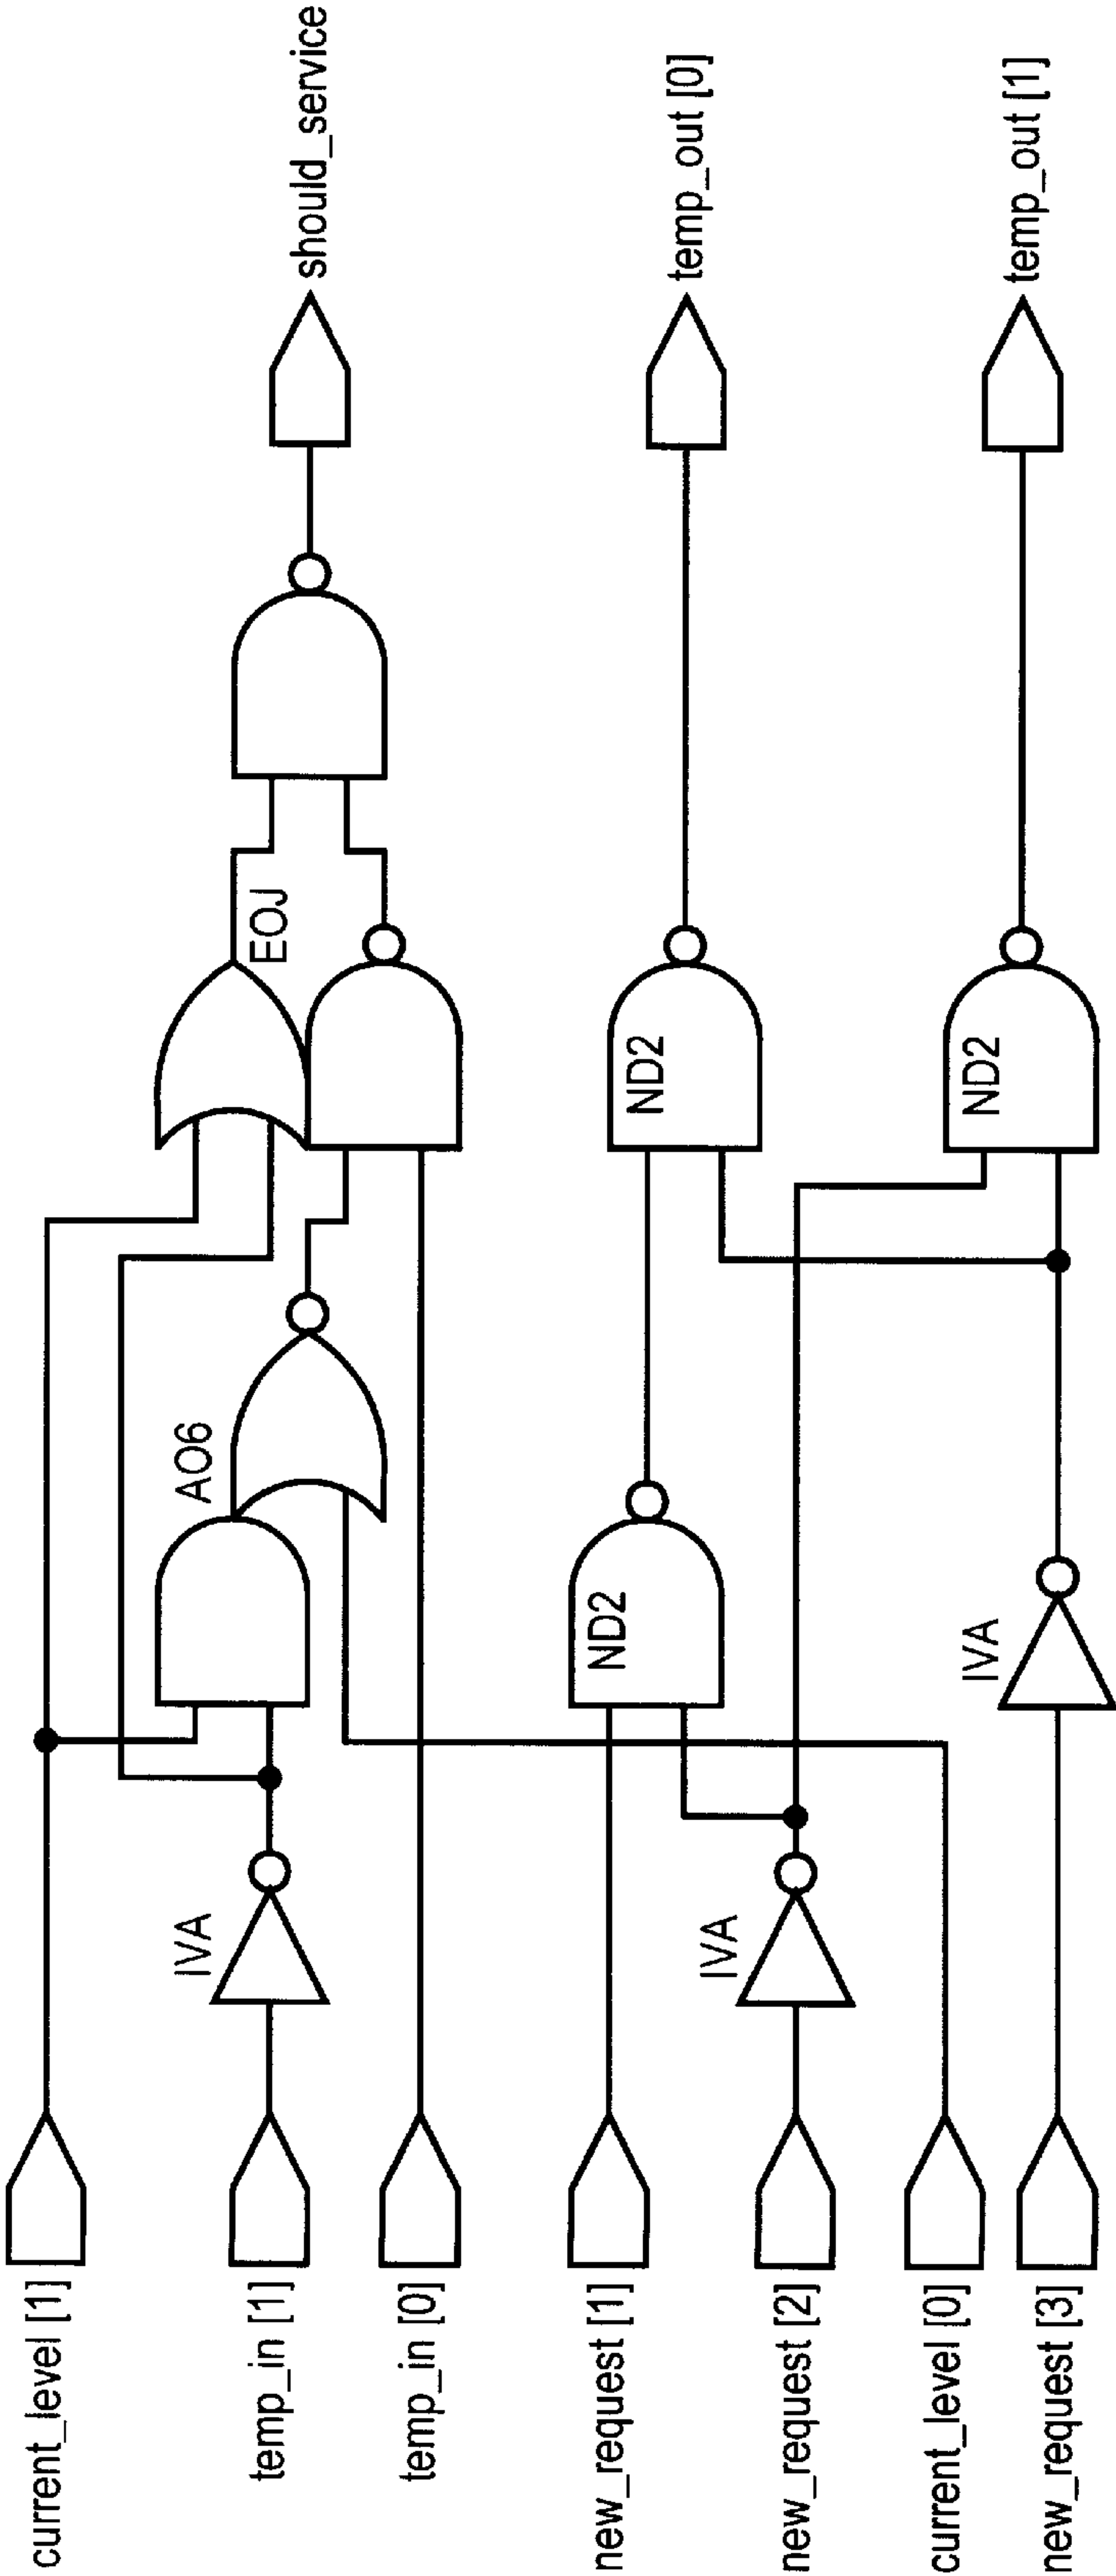 current_level [1]
temp_in [1]
temp_in [0]
new_request [1]
new_request [2]
current_level [0]
new_request [3]
IVA
IVA
IVA
AO6
ND2
EOJ
ND2
ND2
should_service
temp_out [0]
temp_out [1]